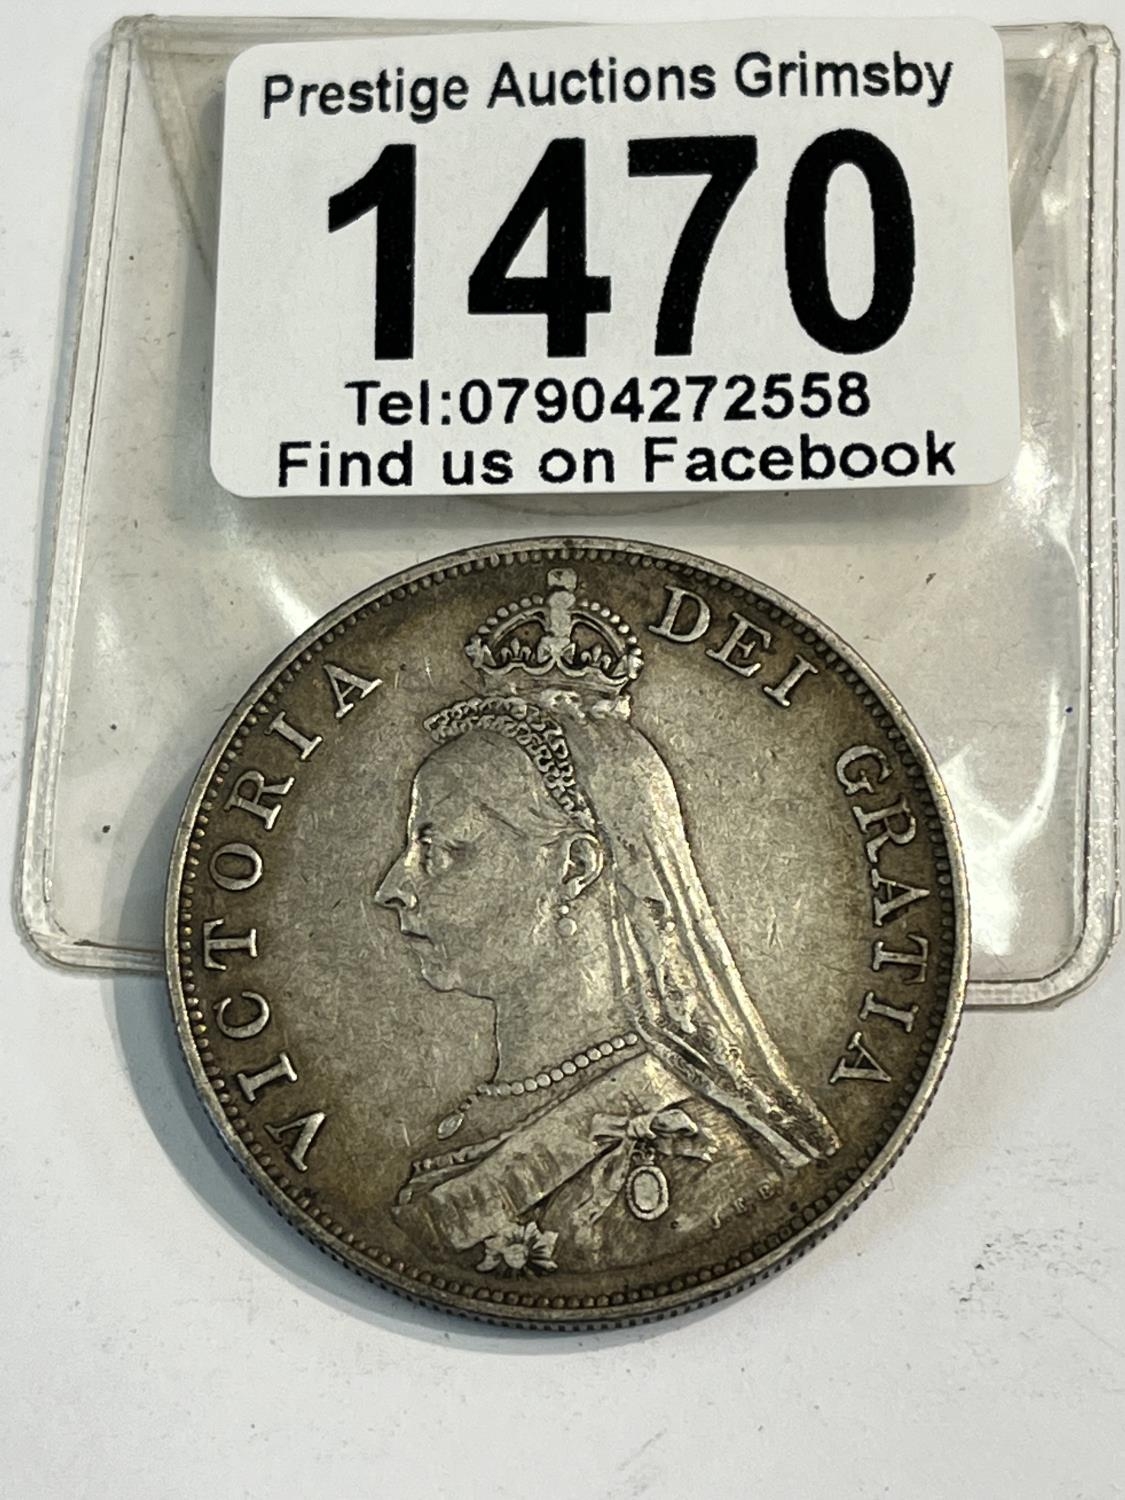 Prestige Auctions Grimsby
1470
Tel:07904272558
Find us on Facebook
VICTORIA DEI GRATIA
J.E.B.